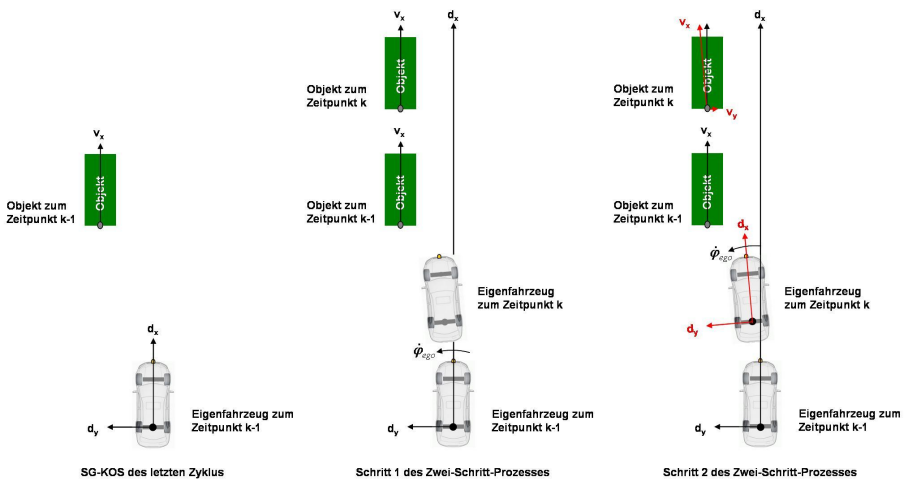 vx
Objekt
Objekt zum
Zeitpunkt k-1
dx
dy
Eigenfahrzeug zum
Zeitpunkt k-1
SG-KOS des letzten Zyklus
vx
dx
Objekt
Objekt zum
Zeitpunkt k
vx
Objekt
Objekt zum
Zeitpunkt k-1
Eigenfahrzeug
zum Zeitpunkt k
φ̇ego
dy
Eigenfahrzeug zum
Zeitpunkt k-1
Schritt 1 des Zwei-Schritt-Prozesses
vx
dx
Objekt
Objekt zum
Zeitpunkt k
vy
vx
Objekt
Objekt zum
Zeitpunkt k-1
dx
φ̇ego
Eigenfahrzeug
zum Zeitpunkt k
dy
dy
Eigenfahrzeug zum
Zeitpunkt k-1
Schritt 2 des Zwei-Schritt-Prozesses